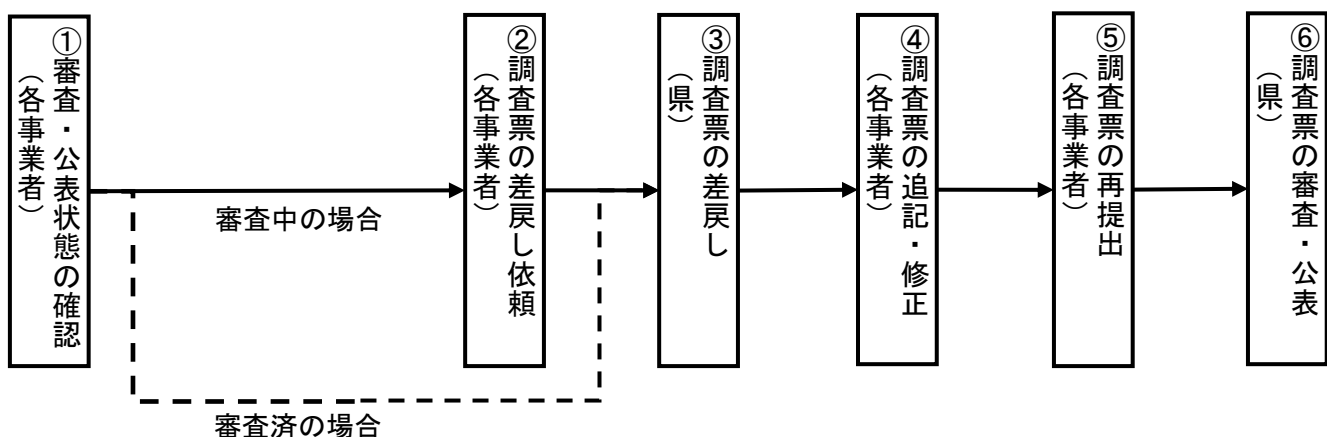 ①審査・公表状態の確認
（各事業者）
審査中の場合
審査済の場合
②調査票の差戻し依頼
（各事業者）
③調査票の差戻し
（県）
④調査票の追記・修正
（各事業者）
⑤調査票の再提出
（各事業者）
⑥調査票の審査・公表
（県）